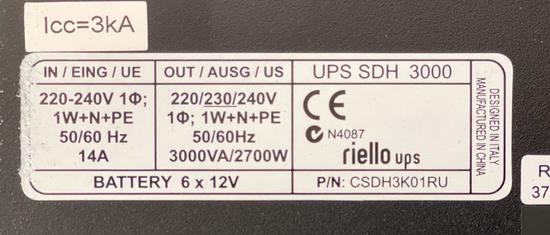 Icc=3kA
IN / EING / UE
220-240V 1Φ;
1W+N+PE
50/60 Hz
14A
OUT / AUSG / US
220/230/240V
1Φ; 1W+N+PE
50/60Hz
3000VA/2700W
UPS SDH 3000
CE
N4087
riello ups
BATTERY 6 x 12V
P/N: CSDH3K01RU
DESIGNED IN ITALY
MANUFACTURED IN CHINA
R
37